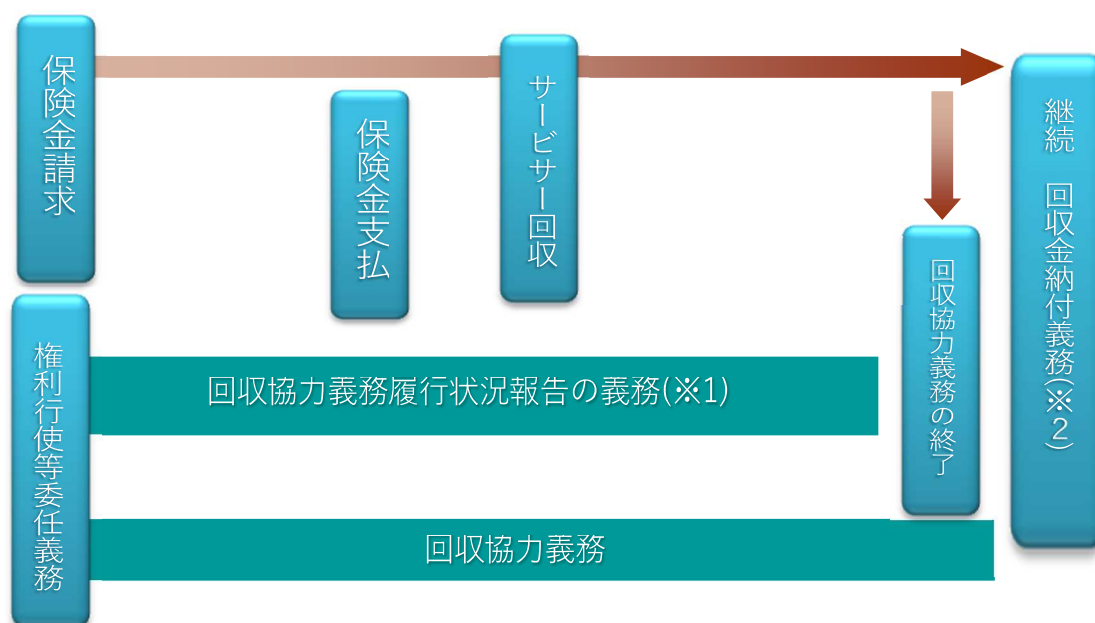 保険金請求
保険金支払
サービサー回収
継続　回収金納付義務(※２)
回収協力義務の終了
権利行使等委任義務
回収協力義務履行状況報告の義務(※1)
回収協力義務